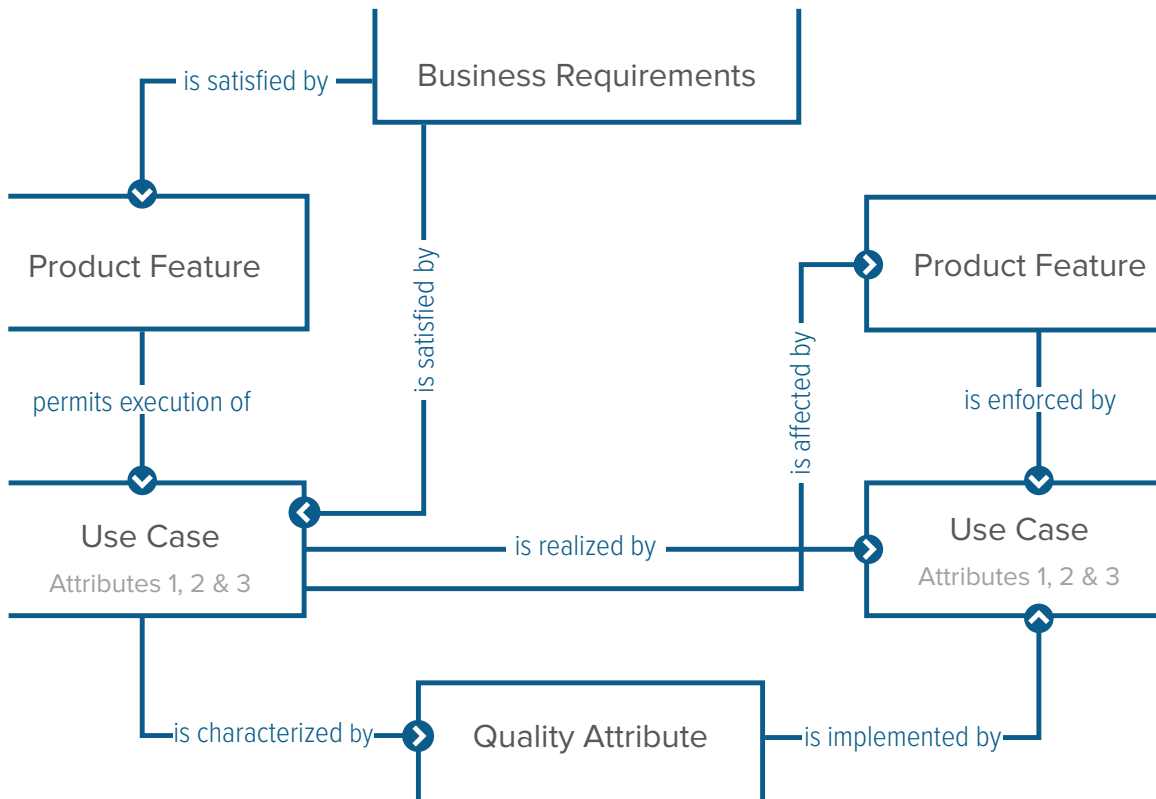 Business Requirements
is satisfied by
Product Feature
is satisfied by
is affected by
Product Feature
permits execution of
is enforced by
Use Case
Attributes 1, 2 & 3
is realized by
Use Case
Attributes 1, 2 & 3
is characterized by
Quality Attribute
is implemented by